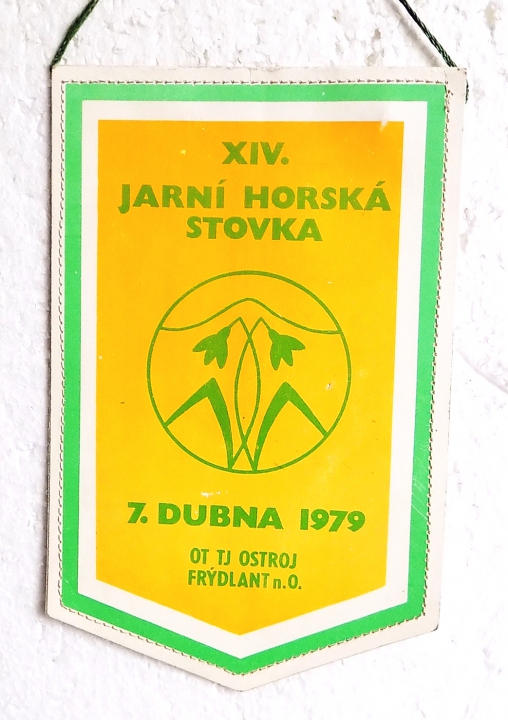 XIV.
JARNÍ HORSKÁ
STOVKA
7. DUBNA 1979
OT TJ OSTROJ
FRÝDLANT n.O.